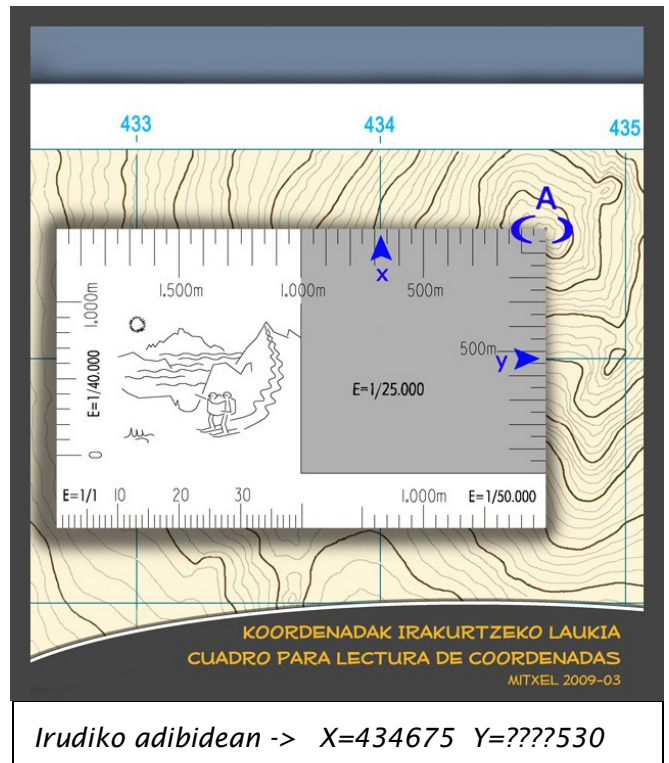 433 434 435
A
1.000m 1.500m 1.000m 500m
x
500m
y
E=1/40.000
E=1/25.000
0
E=1/1 10 20 30 1.000m E=1/50.000
KOORDENADAK IRAKURTZEKO LAUKIA
CUADRO PARA LECTURA DE COORDENADAS
MITXEL 2009-03
Irudiko adibidean -> X=434675 Y=????530